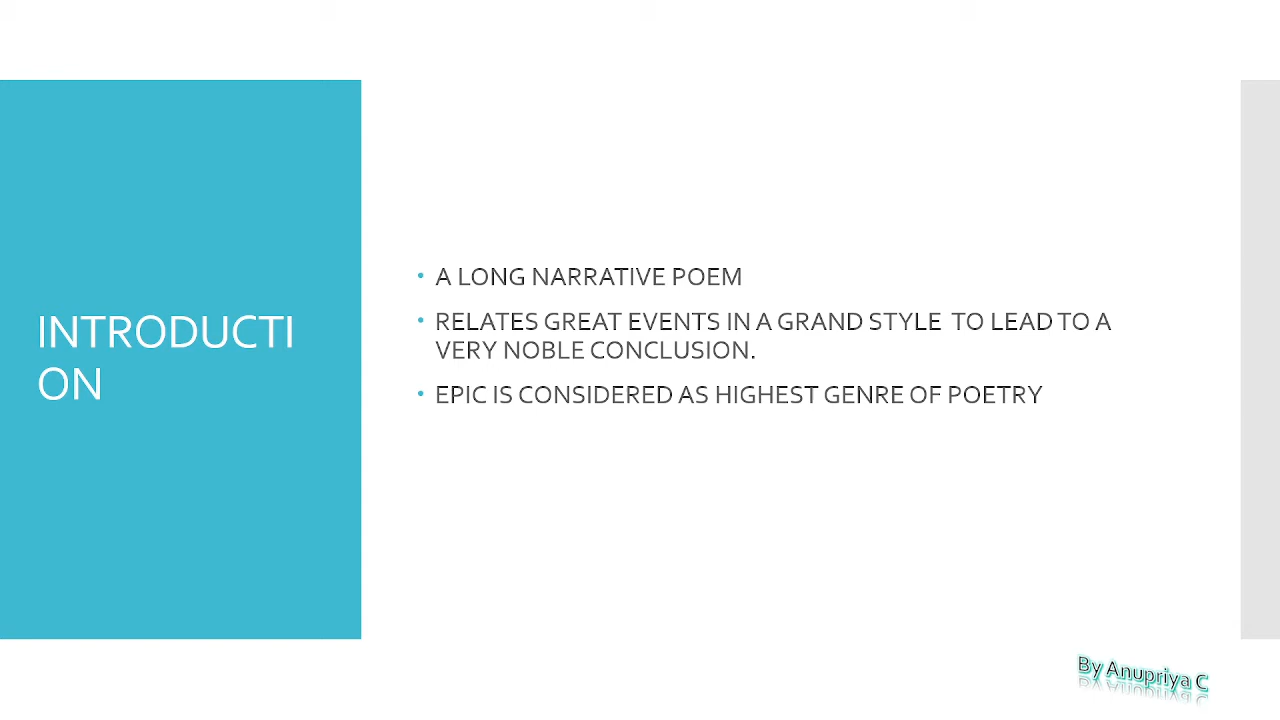 INTRODUCTI
ON
• A LONG NARRATIVE POEM
• RELATES GREAT EVENTS IN A GRAND STYLE TO LEAD TO A
VERY NOBLE CONCLUSION.
• EPIC IS CONSIDERED AS HIGHEST GENRE OF POETRY
By Anupriya C